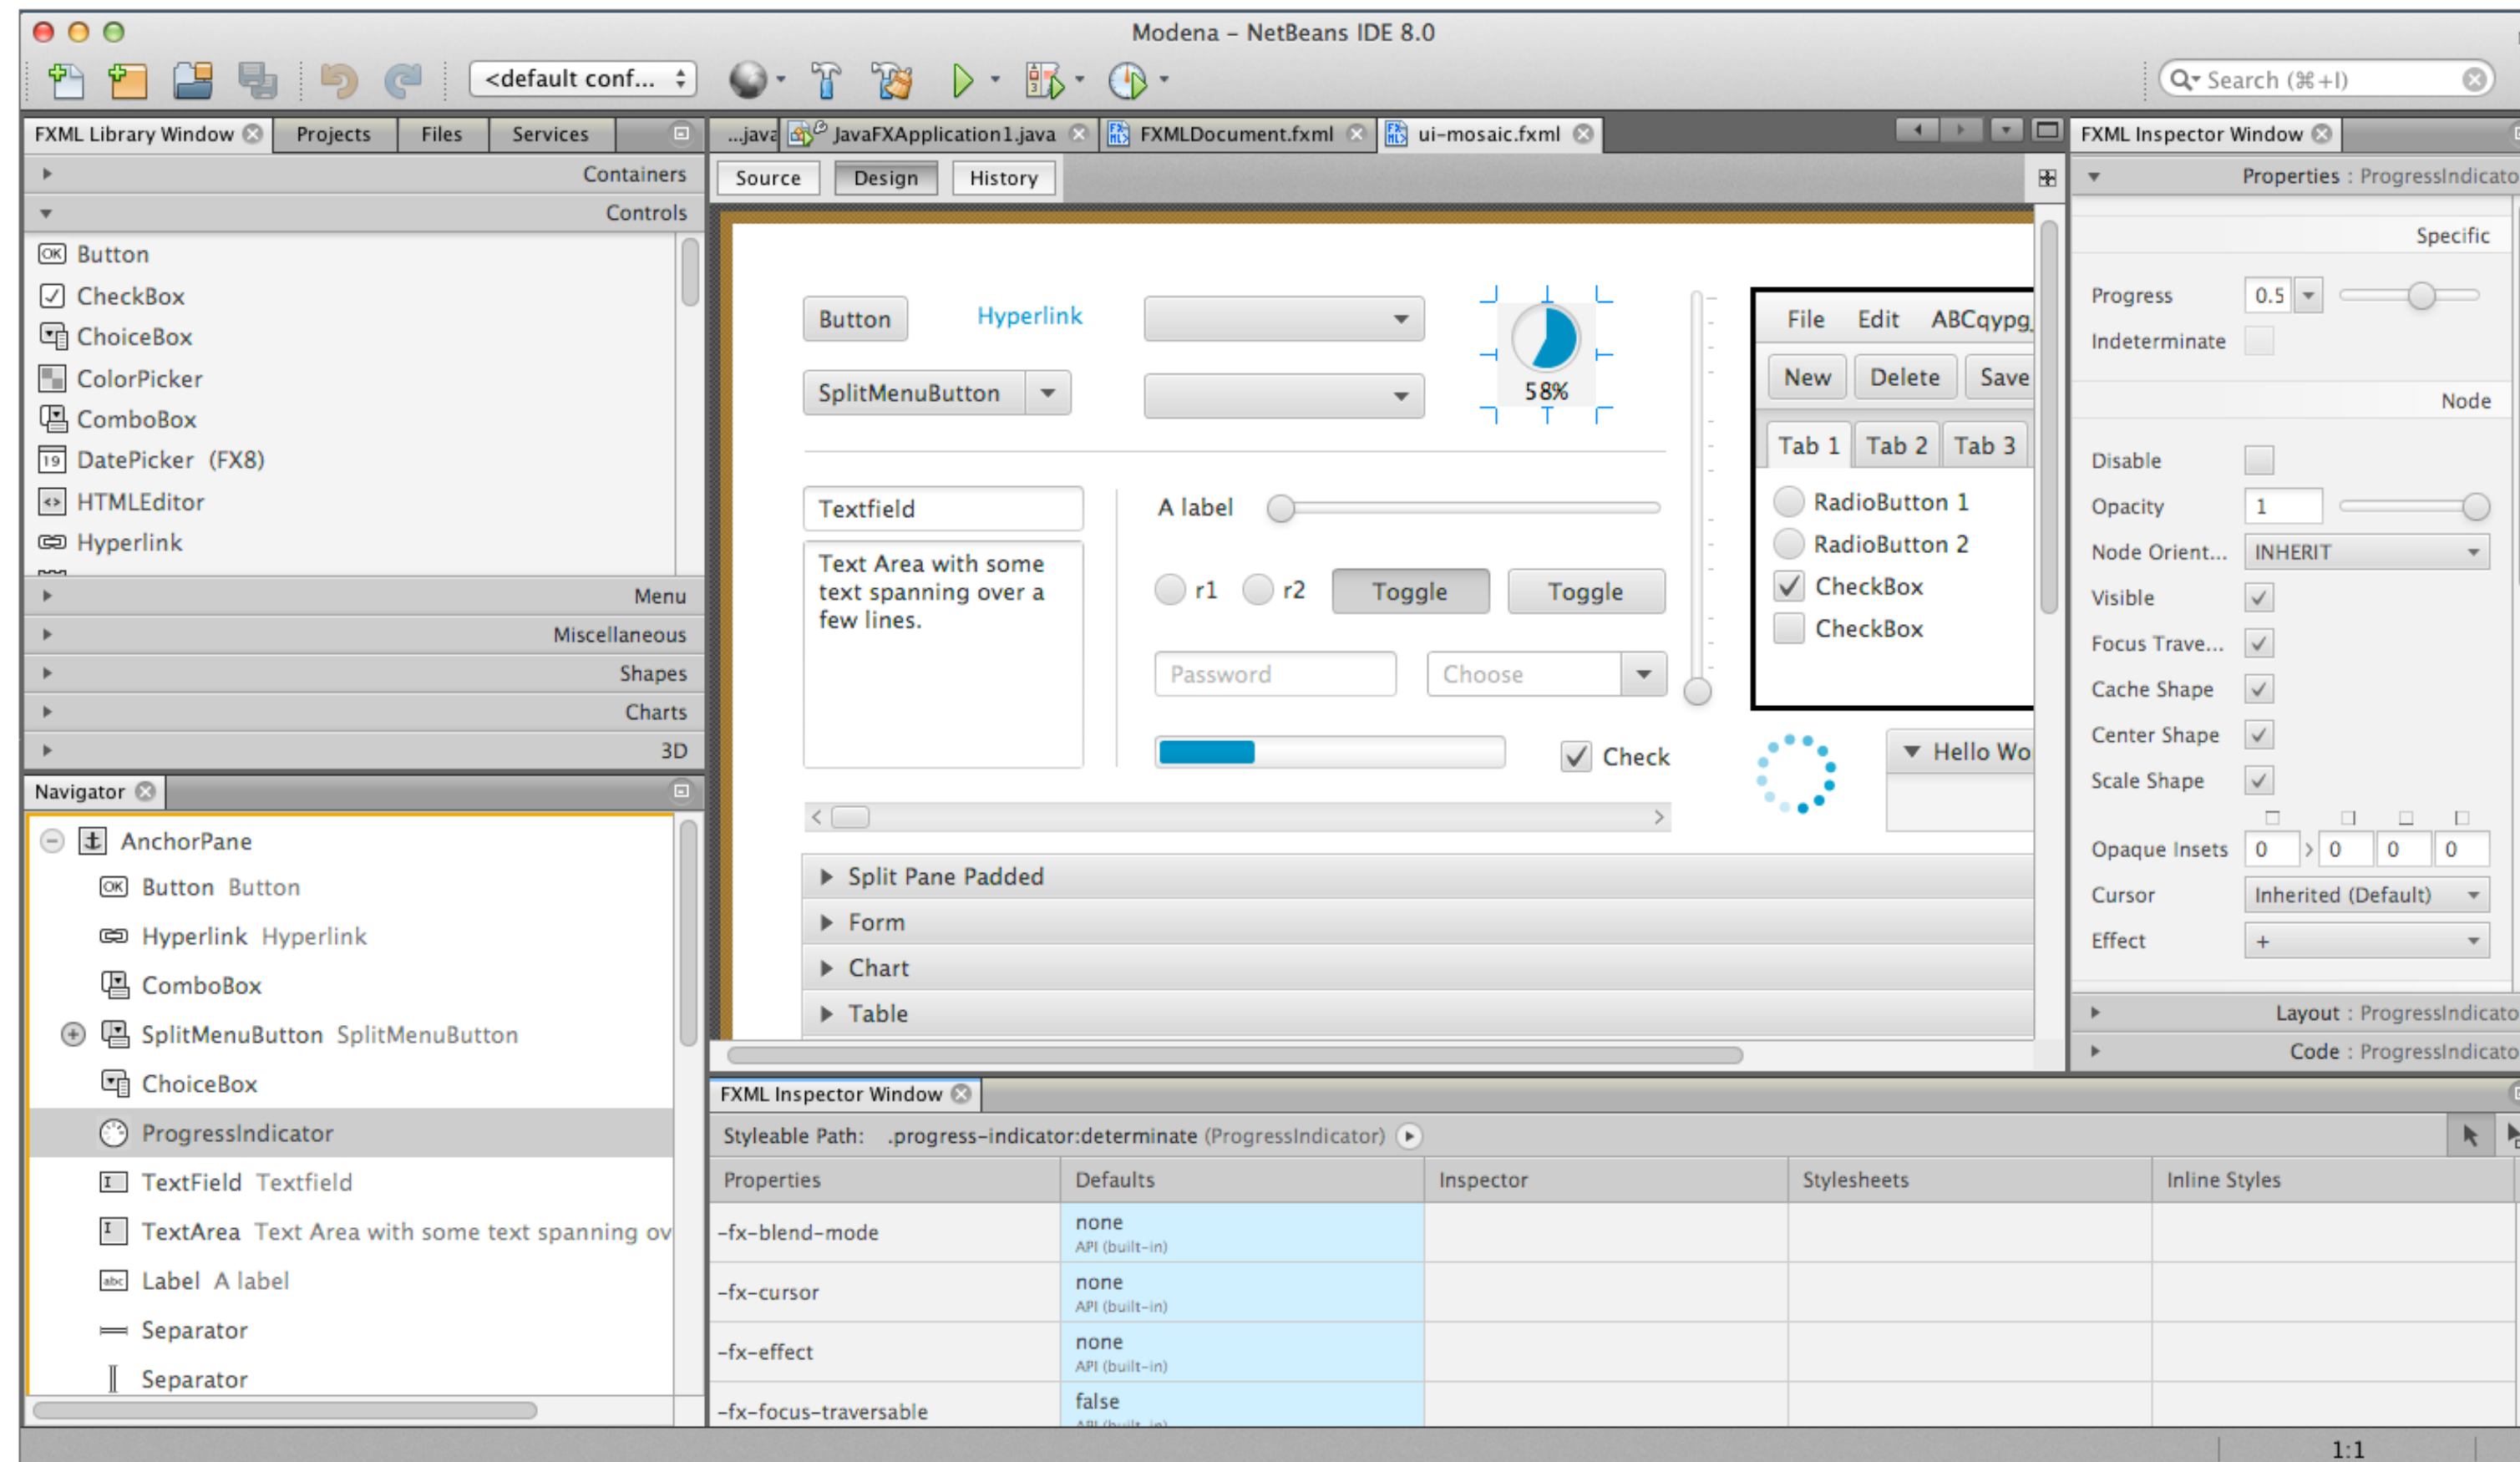 Modena – NetBeans IDE 8.0
<default conf...
Search (⌘+I)
FXML Library Window
Projects
Files
Services
Containers
Controls
Button
CheckBox
ChoiceBox
ColorPicker
ComboBox
DatePicker (FX8)
HTMLEditor
Hyperlink
Menu
Miscellaneous
Shapes
Charts
3D
Navigator
AnchorPane
Button Button
Hyperlink Hyperlink
ComboBox
SplitMenuButton SplitMenuButton
ChoiceBox
ProgressIndicator
TextField Textfield
TextArea Text Area with some text spanning ov
Label A label
Separator
Separator
...java
JavaFXApplication1.java
FXMLDocument.fxml
ui-mosaic.fxml
Source
Design
History
Button
Hyperlink
SplitMenuButton
58%
Textfield
Text Area with some
text spanning over a
few lines.
A label
r1
r2
Toggle
Toggle
Password
Choose
Check
File Edit ABCqypg
New
Delete
Save
Tab 1
Tab 2
Tab 3
RadioButton 1
RadioButton 2
CheckBox
CheckBox
Hello Wo
Split Pane Padded
Form
Chart
Table
FXML Inspector Window
Properties : ProgressIndicato
Specific
Progress 0.5
Indeterminate
Node
Disable
Opacity 1
Node Orient... INHERIT
Visible
Focus Trave...
Cache Shape
Center Shape
Scale Shape
Opaque Insets 0 > 0 0 0
Cursor Inherited (Default)
Effect +
Layout : ProgressIndicato
Code : ProgressIndicato
FXML Inspector Window
Styleable Path: .progress-indicator:determinate (ProgressIndicator)
Properties Defaults Inspector Stylesheets Inline Styles
-fx-blend-mode none
API (built-in)
-fx-cursor none
API (built-in)
-fx-effect none
API (built-in)
-fx-focus-traversable false
API (built-in)
1:1